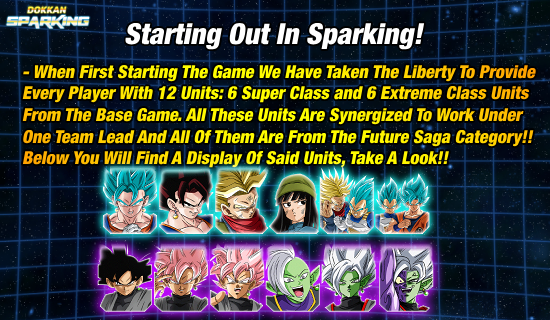 DOKKAN
SPARKING
Starting Out In Sparking!
- When First Starting The Game We Have Taken The Liberty To Provide
Every Player With 12 Units: 6 Super Class and 6 Extreme Class Units
From The Base Game. All These Units Are Synergized To Work Under
One Team Lead And All Of Them Are From The Future Saga Category!!
Below You Will Find A Display Of Said Units, Take A Look!!